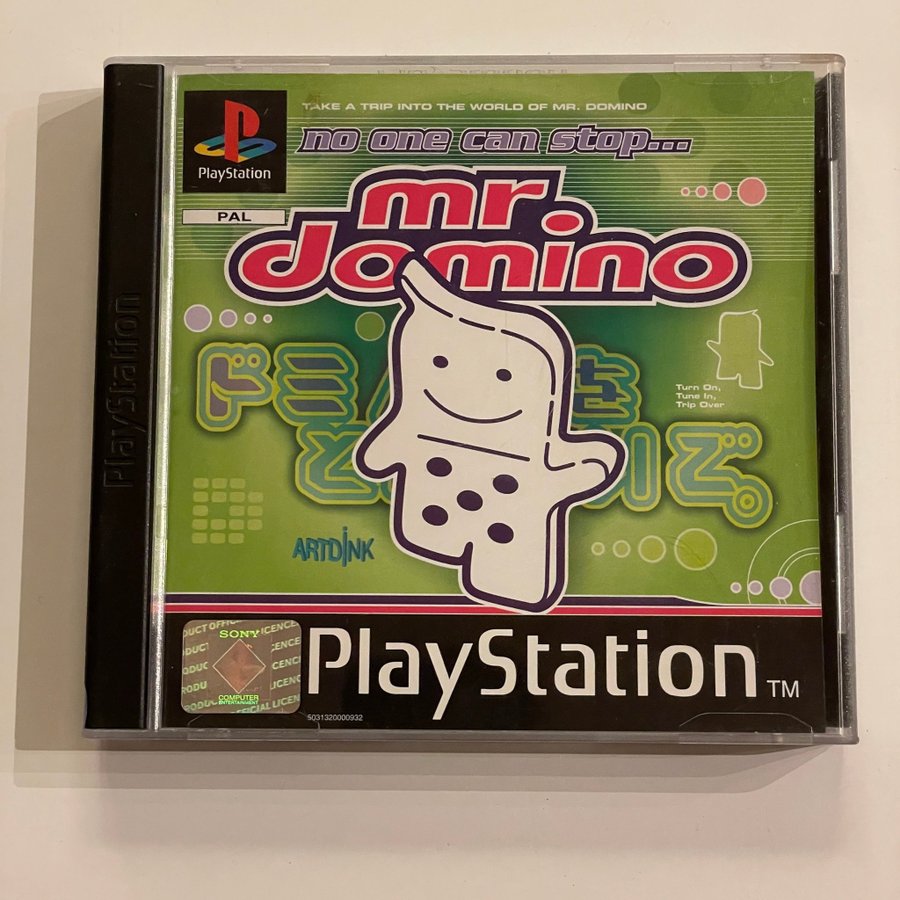 TAKE A TRIP INTO THE WORLD OF MR. DOMINO
no one can stop...
mr.
domino
PlayStation
PAL
PlayStation
Turn On,
Tune In,
Trip Over
ARTDINK
SONY
COMPUTER
ENTERTAINMENT
PlayStation TM
5031320000932